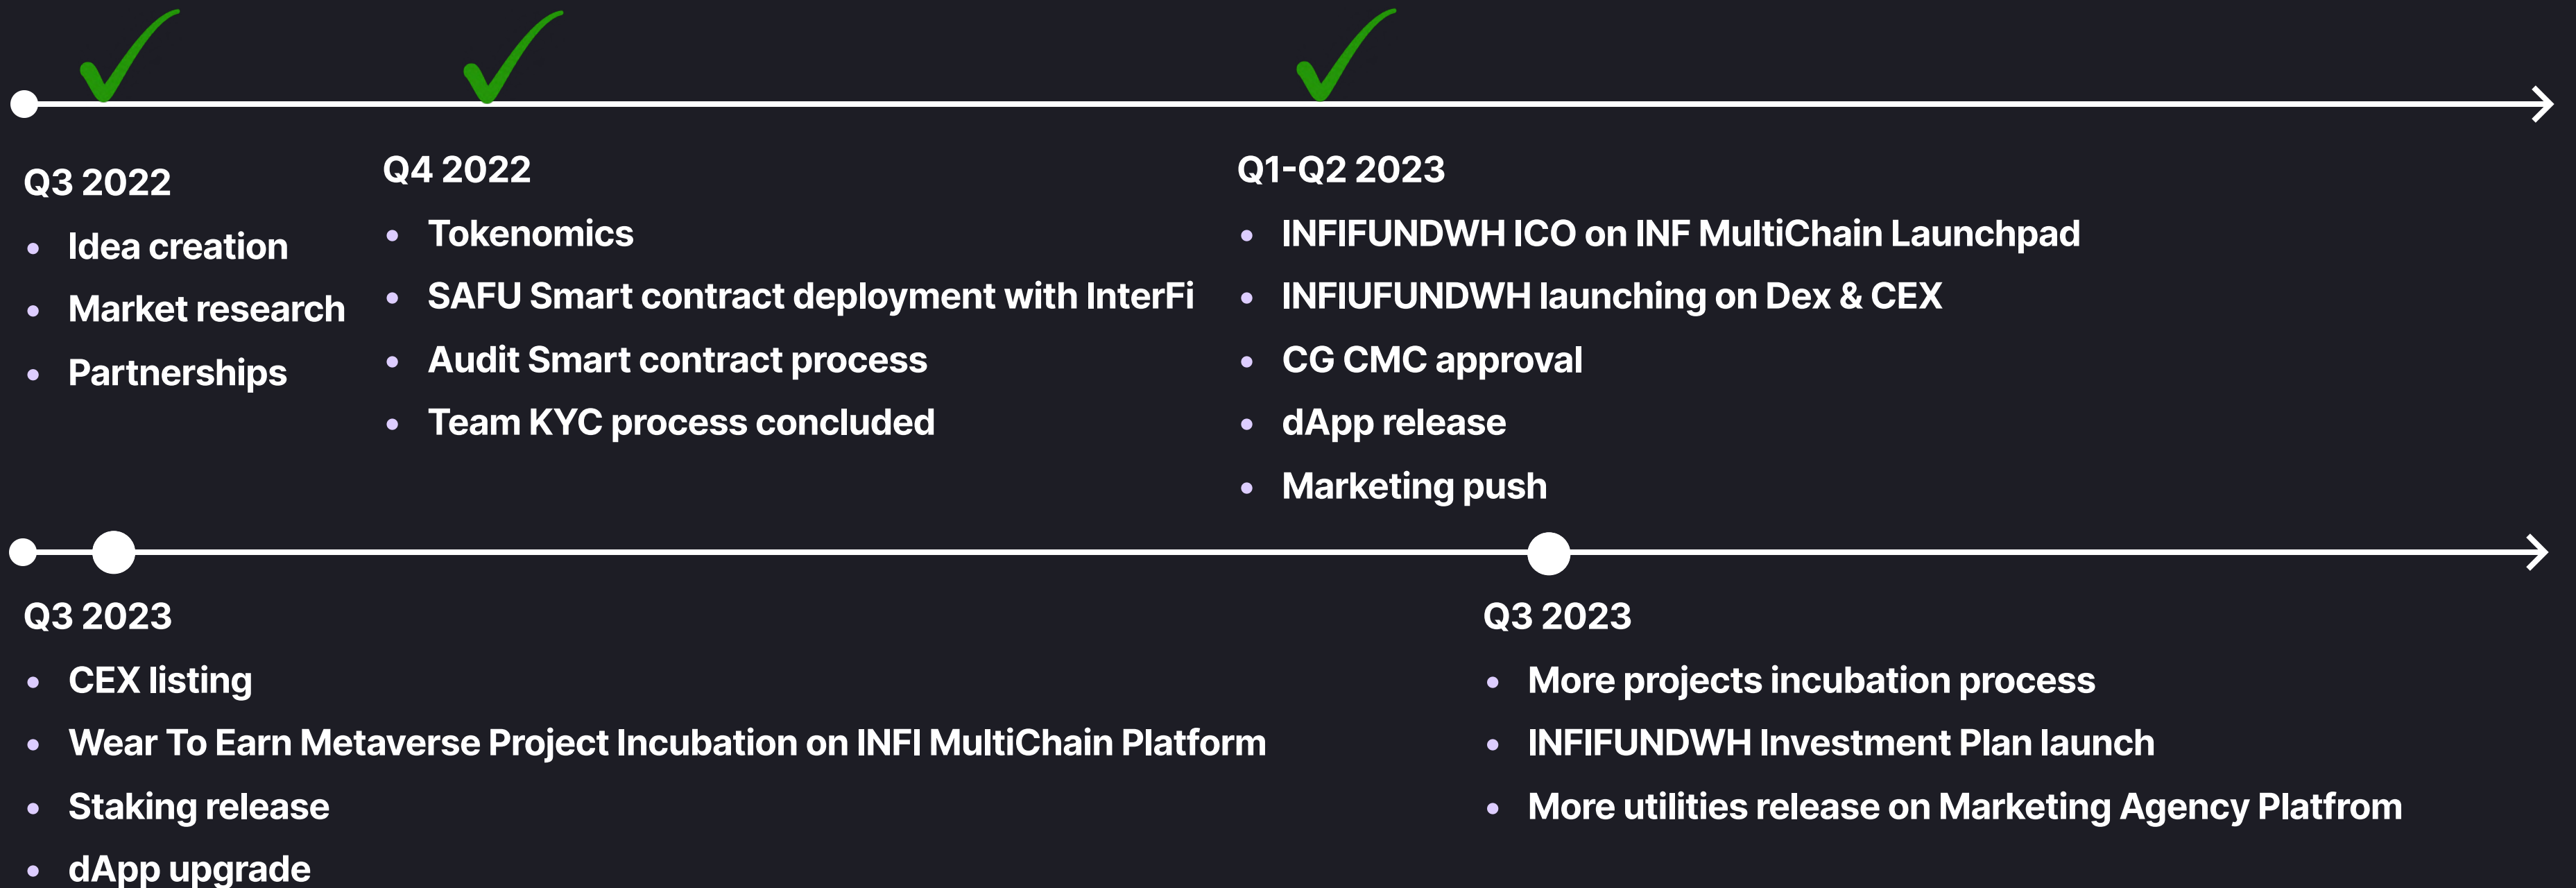 Q3 2022
• Idea creation
• Market research
• Partnerships
Q4 2022
• Tokenomics
• SAFU Smart contract deployment with InterFi
• Audit Smart contract process
• Team KYC process concluded
Q1-Q2 2023
• INFIFUNDWH ICO on INF MultiChain Launchpad
• INFIUFUNDWH launching on Dex & CEX
• CG CMC approval
• dApp release
• Marketing push
Q3 2023
• CEX listing
• Wear To Earn Metaverse Project Incubation on INFI MultiChain Platform
• Staking release
• dApp upgrade
Q3 2023
• More projects incubation process
• INFIFUNDWH Investment Plan launch
• More utilities release on Marketing Agency Platfrom